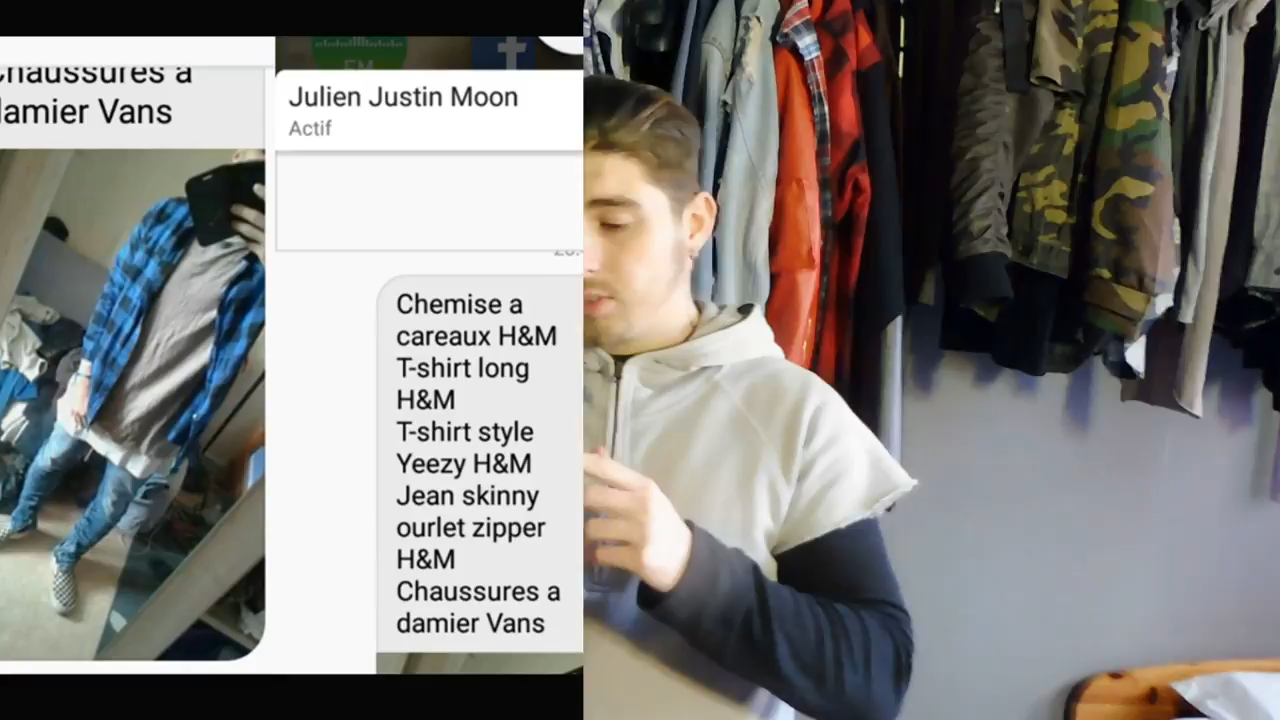 Chaussures a
damier Vans
FM
Julien Justin Moon
Actif
Chemise a
careaux H&M
T-shirt long
H&M
T-shirt style
Yeezy H&M
Jean skinny
ourlet zipper
H&M
Chaussures a
damier Vans